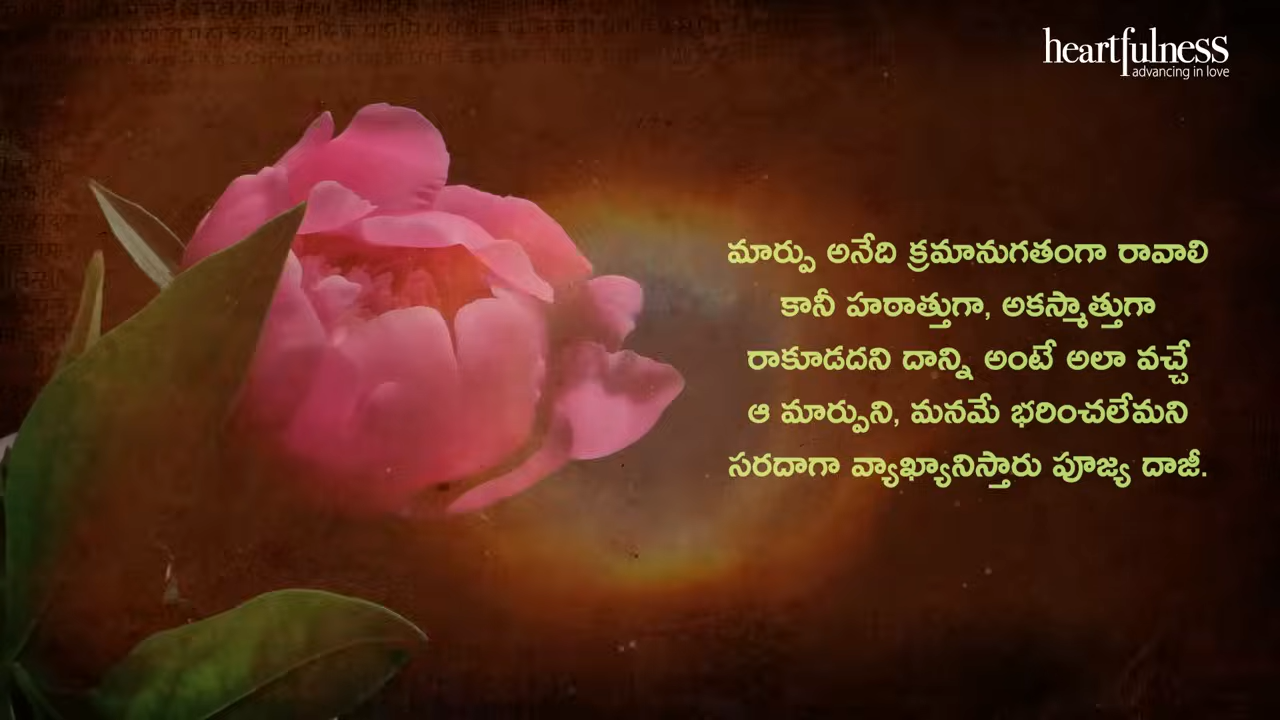 heartfulness
advancing in love
మార్పు అనేది క్రమానుగతంగా రావాలి
కానీ హఠాత్తుగా, అకస్మాత్తుగా
రాకూడదని దాన్ని అంటే అలా వచ్చే
ఆ మార్పుని, మనమే భరించలేమని
సరదాగా వ్యాఖ్యానిస్తారు పూజ్య దాజీ.